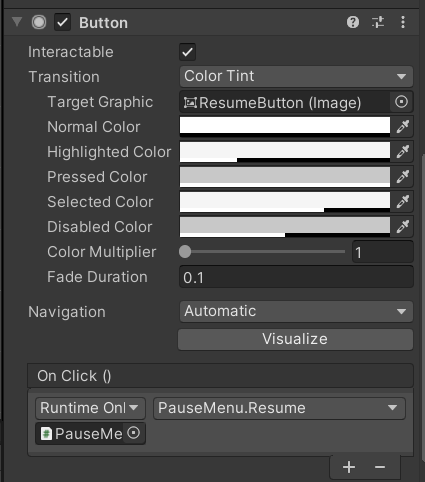 Button
Interactable
Transition Color Tint
Target Graphic ResumeButton (Image)
Normal Color
Highlighted Color
Pressed Color
Selected Color
Disabled Color
Color Multiplier 1
Fade Duration 0.1
Navigation Automatic
Visualize
On Click ()
Runtime Onl PauseMenu.Resume
PauseMe